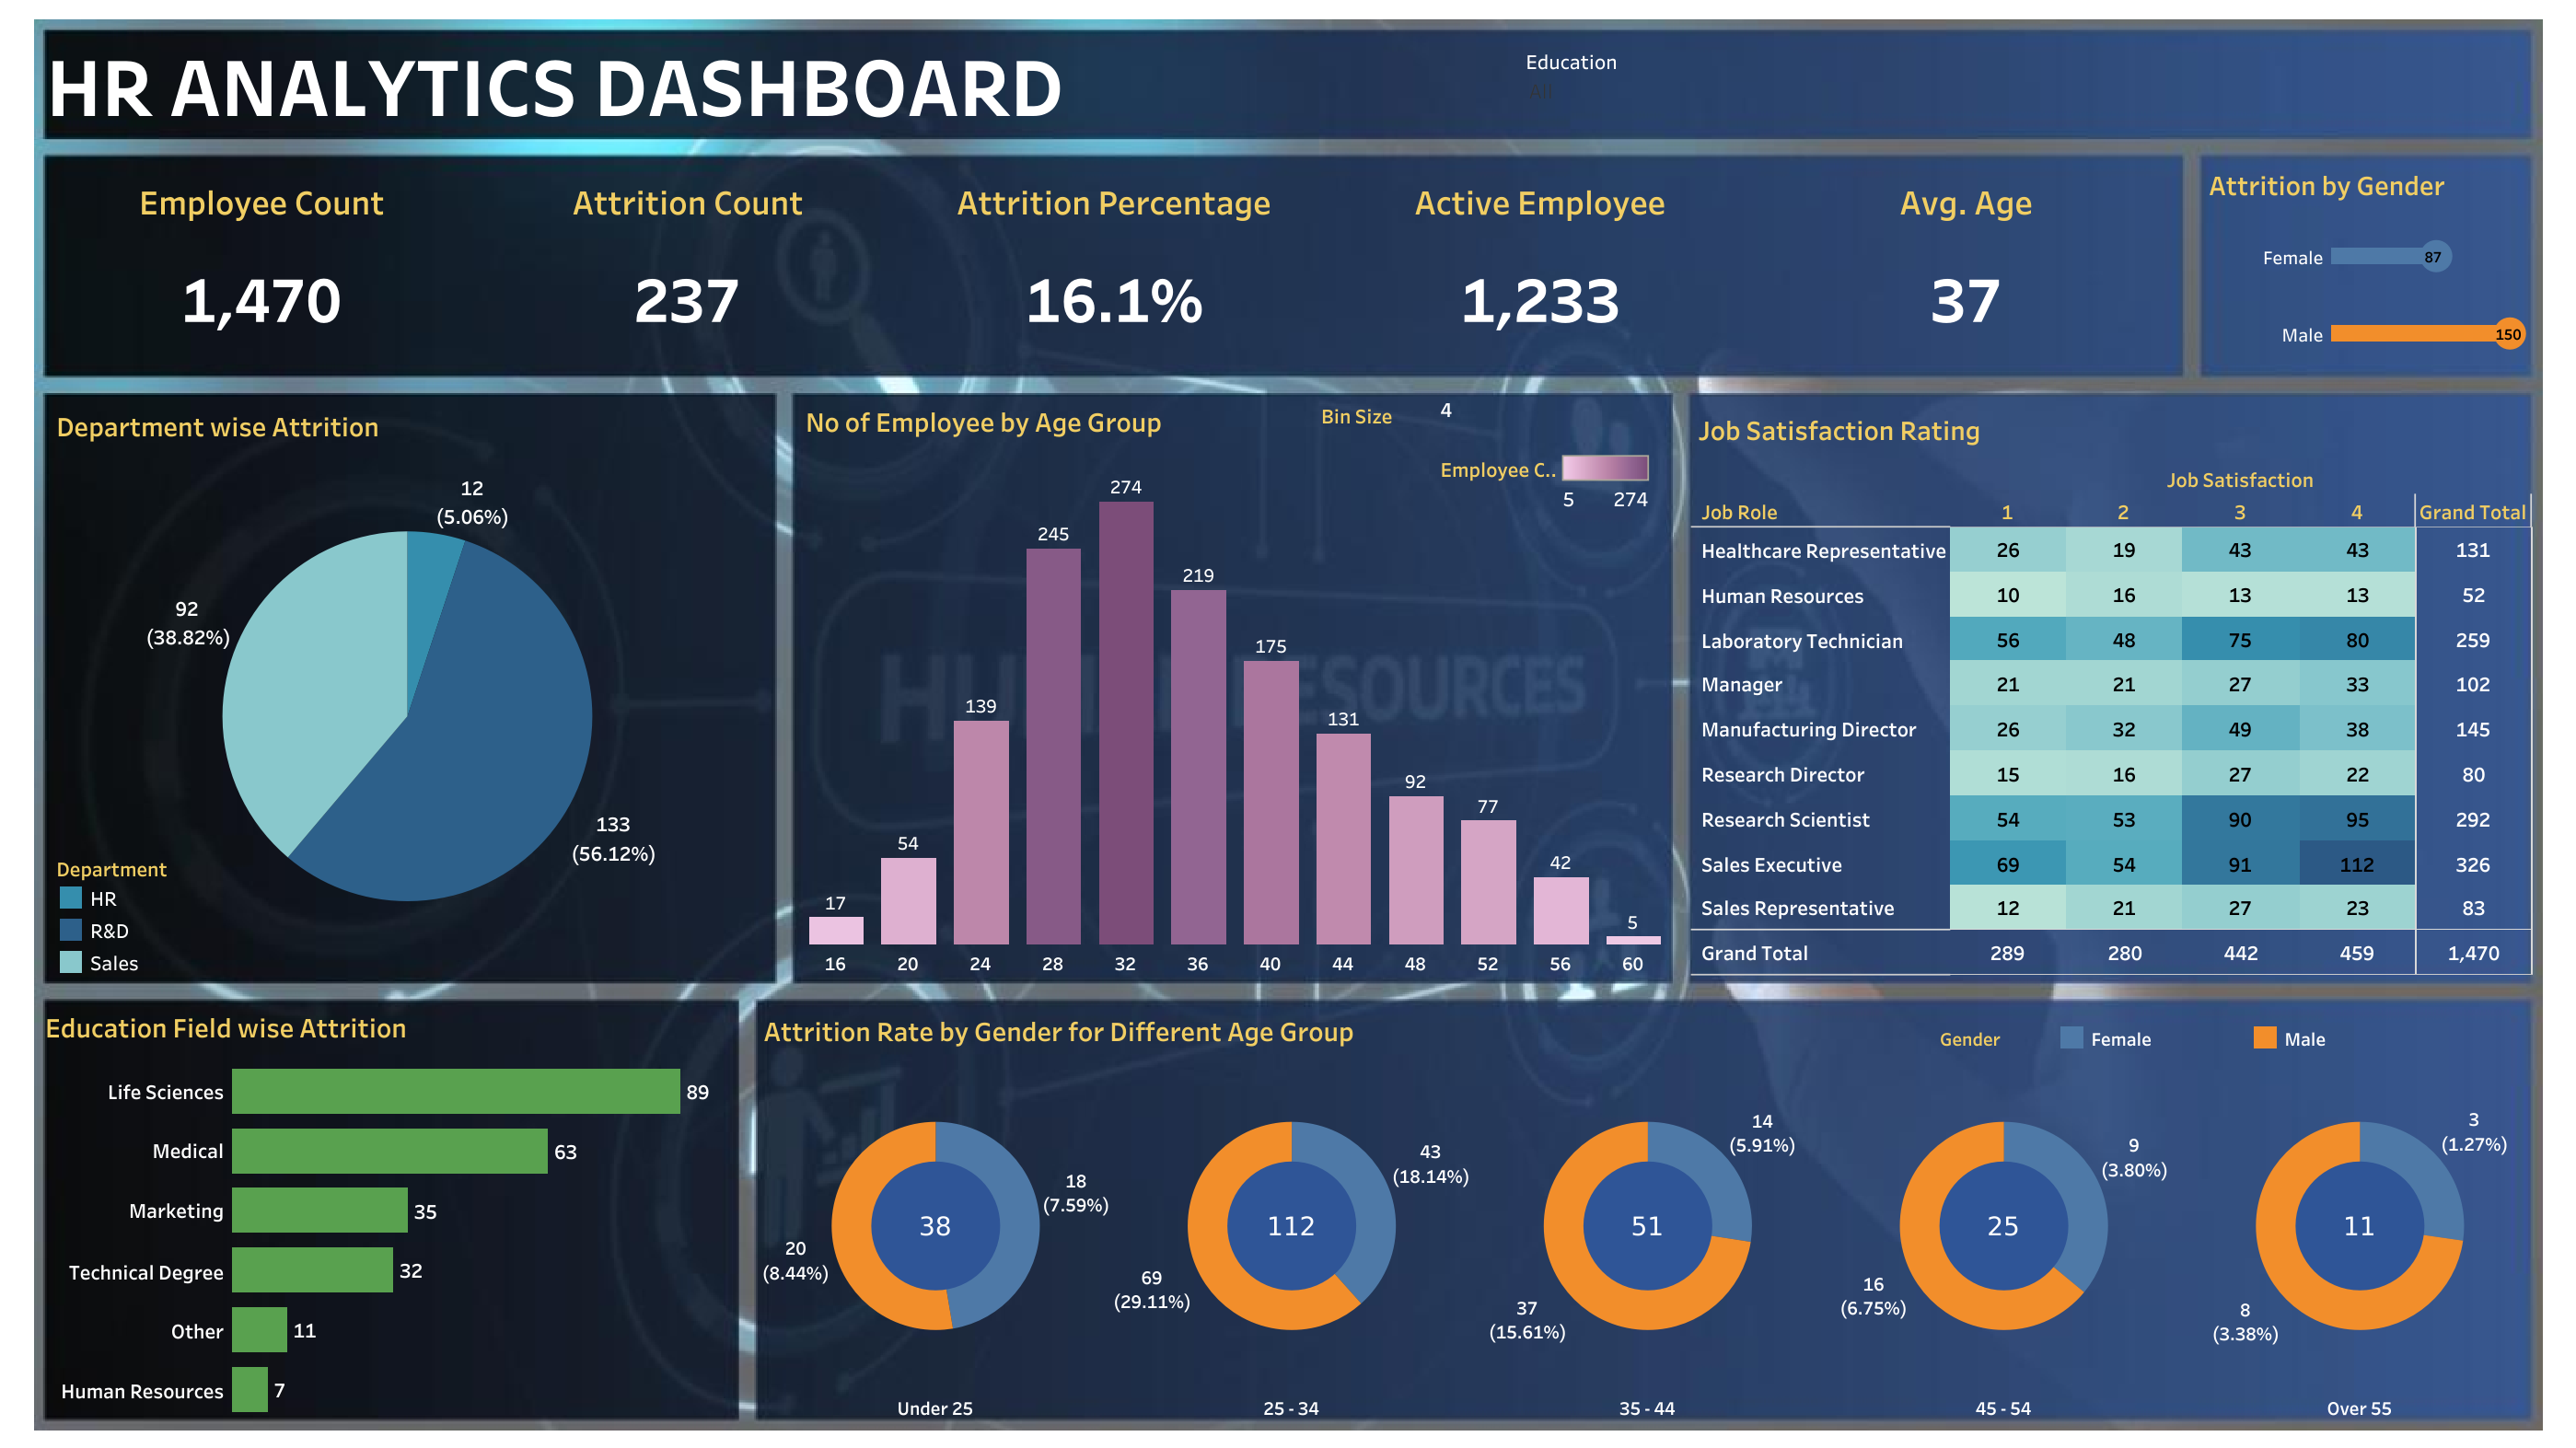 HR ANALYTICS DASHBOARD
Education
All
Employee Count
Attrition Count
Attrition Percentage
Active Employee
Avg. Age
1,470
237
16.1%
1,233
37
Attrition by Gender
Female 87
Male 150
Department wise Attrition
12
(5.06%)
92
(38.82%)
133
(56.12%)
Department
HR
R&D
Sales
No of Employee by Age Group
Bin Size 4
Employee C..
5 274
17
54
139
245
274
219
175
131
92
77
42
5
16 20 24 28 32 36 40 44 48 52 56 60
HUMAN RESOURCES
Job Satisfaction Rating
Job Satisfaction
Job Role 1 2 3 4 Grand Total
Healthcare Representative 26 19 43 43 131
Human Resources 10 16 13 13 52
Laboratory Technician 56 48 75 80 259
Manager 21 21 27 33 102
Manufacturing Director 26 32 49 38 145
Research Director 15 16 27 22 80
Research Scientist 54 53 90 95 292
Sales Executive 69 54 91 112 326
Sales Representative 12 21 27 23 83
Grand Total 289 280 442 459 1,470
Education Field wise Attrition
Life Sciences 89
Medical 63
Marketing 35
Technical Degree 32
Other 11
Human Resources 7
Attrition Rate by Gender for Different Age Group
Gender Female Male
18
(7.59%)
38
20
(8.44%)
Under 25
43
(18.14%)
112
69
(29.11%)
25 - 34
14
(5.91%)
51
37
(15.61%)
35 - 44
9
(3.80%)
25
16
(6.75%)
45 - 54
3
(1.27%)
11
8
(3.38%)
Over 55